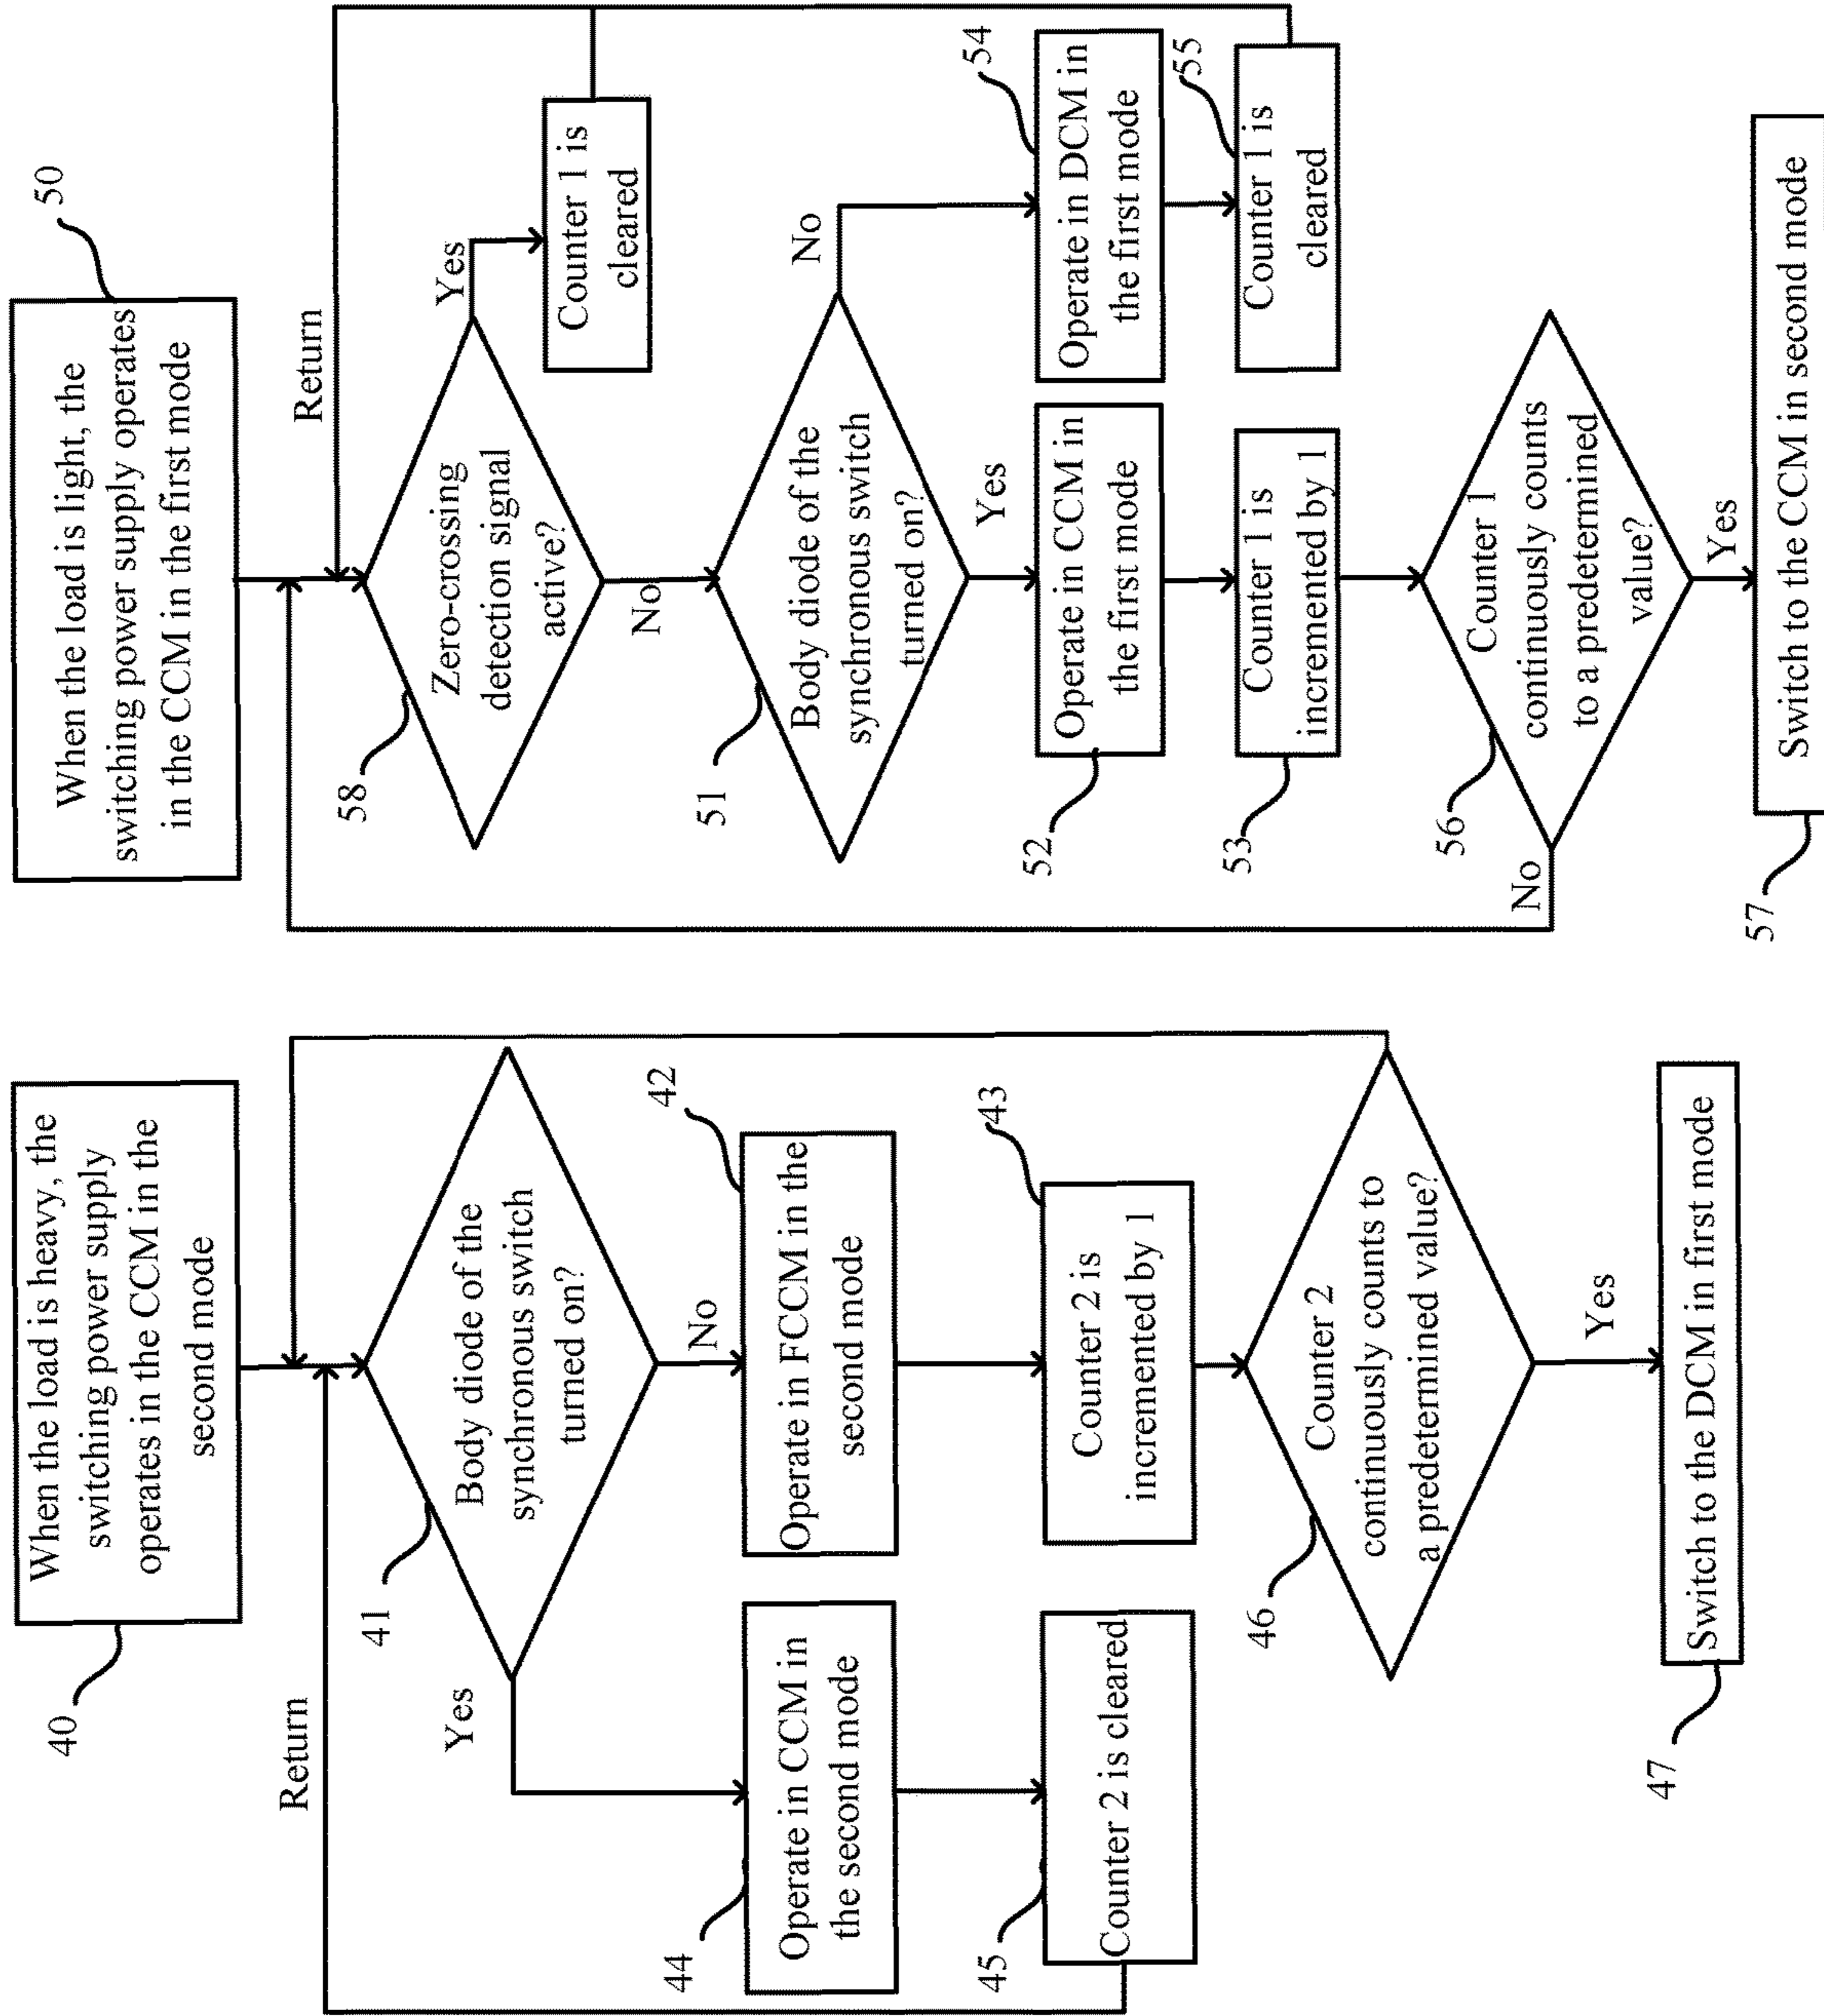 40
When the load is heavy, the
switching power supply
operates in the CCM in the
second mode
Return
41
Body diode of the
synchronous switch
turned on?
Yes
No
42
Operate in FCCM in the
second mode
44
Operate in CCM in
the second mode
43
Counter 2 is
incremented by 1
45
Counter 2 is cleared
46
Counter 2
continuously counts to
a predetermined value?
Yes
47
Switch to the DCM in first mode
50
When the load is light, the
switching power supply operates
in the CCM in the first mode
Return
58
Zero-crossing
detection signal
active?
Yes
Counter 1 is
cleared
No
51
Body diode of the
synchronous switch
turned on?
No
Yes
52
Operate in CCM in
the first mode
54
Operate in DCM in
the first mode
53
Counter 1 is
incremented by 1
55
Counter 1 is
cleared
56
Counter 1
continuously counts
to a predetermined
value?
No
Yes
57
Switch to the CCM in second mode